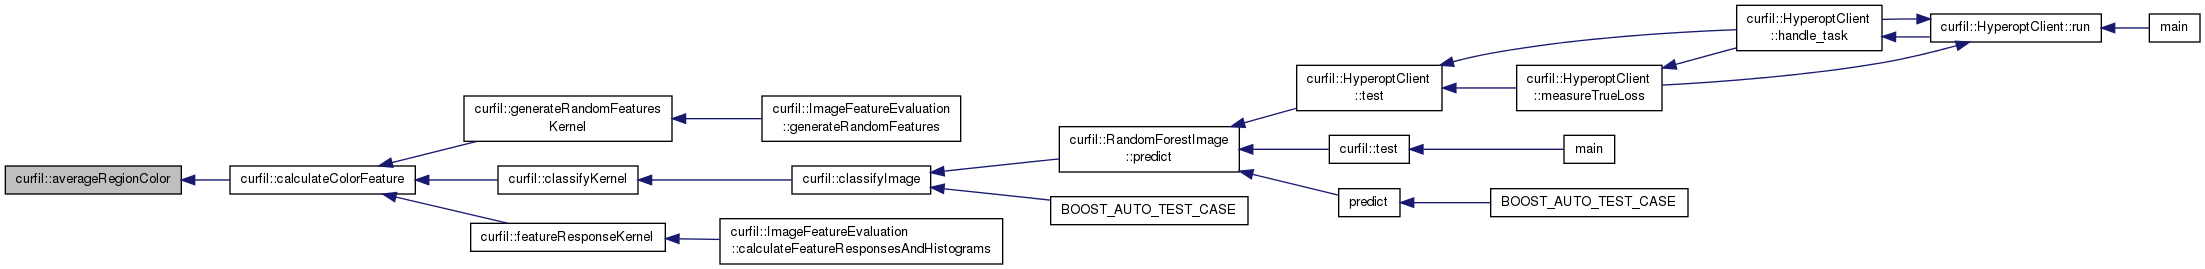 curfil::averageRegionColor
curfil::calculateColorFeature
curfil::generateRandomFeatures
Kernel
curfil::ImageFeatureEvaluation
::generateRandomFeatures
curfil::classifyKernel
curfil::classifyImage
curfil::RandomForestImage
::predict
curfil::HyperoptClient
::test
curfil::HyperoptClient
::handle_task
curfil::HyperoptClient::run
main
curfil::HyperoptClient
::measureTrueLoss
curfil::test
main
predict
BOOST_AUTO_TEST_CASE
BOOST_AUTO_TEST_CASE
curfil::featureResponseKernel
curfil::ImageFeatureEvaluation
::calculateFeatureResponsesAndHistograms